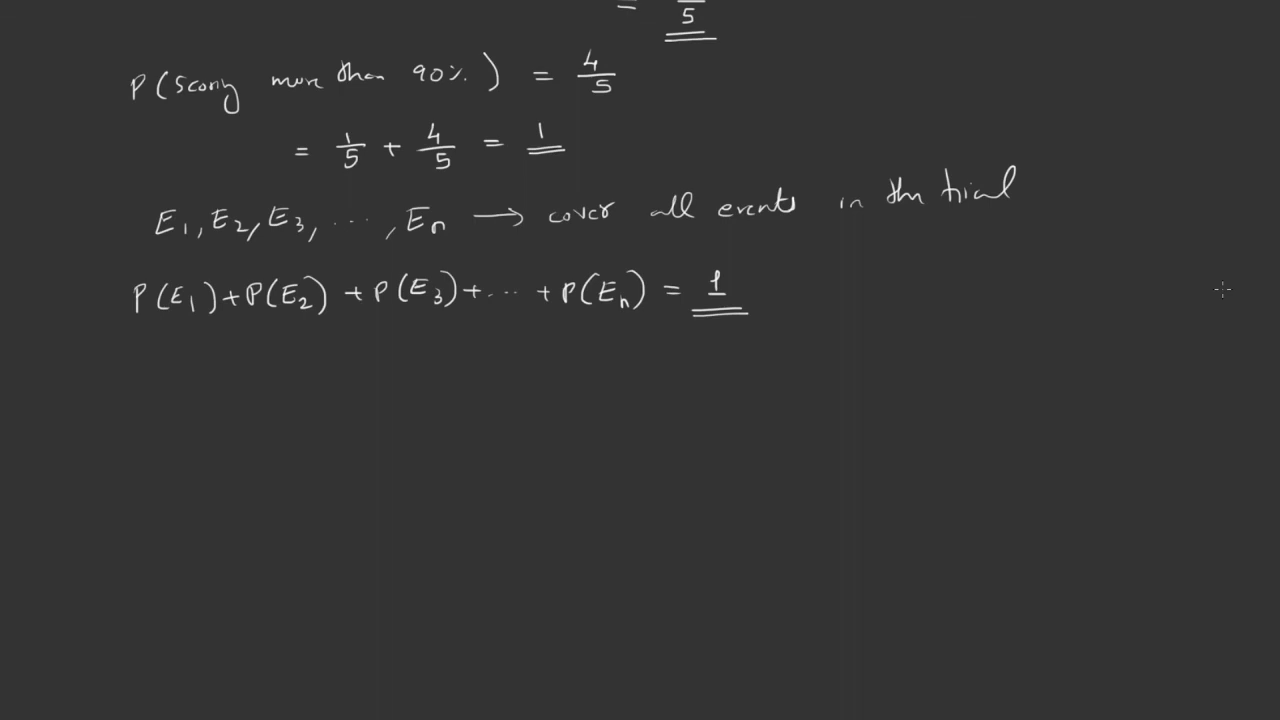 = 5
P(Scoring more than 90%) = 4/5
= 1/5 + 4/5 = 1
E₁, E₂, E₃, ..., Eₙ → cover all events in the trial
P(E₁)+P(E₂)+P(E₃)+...+P(Eₙ) = 1